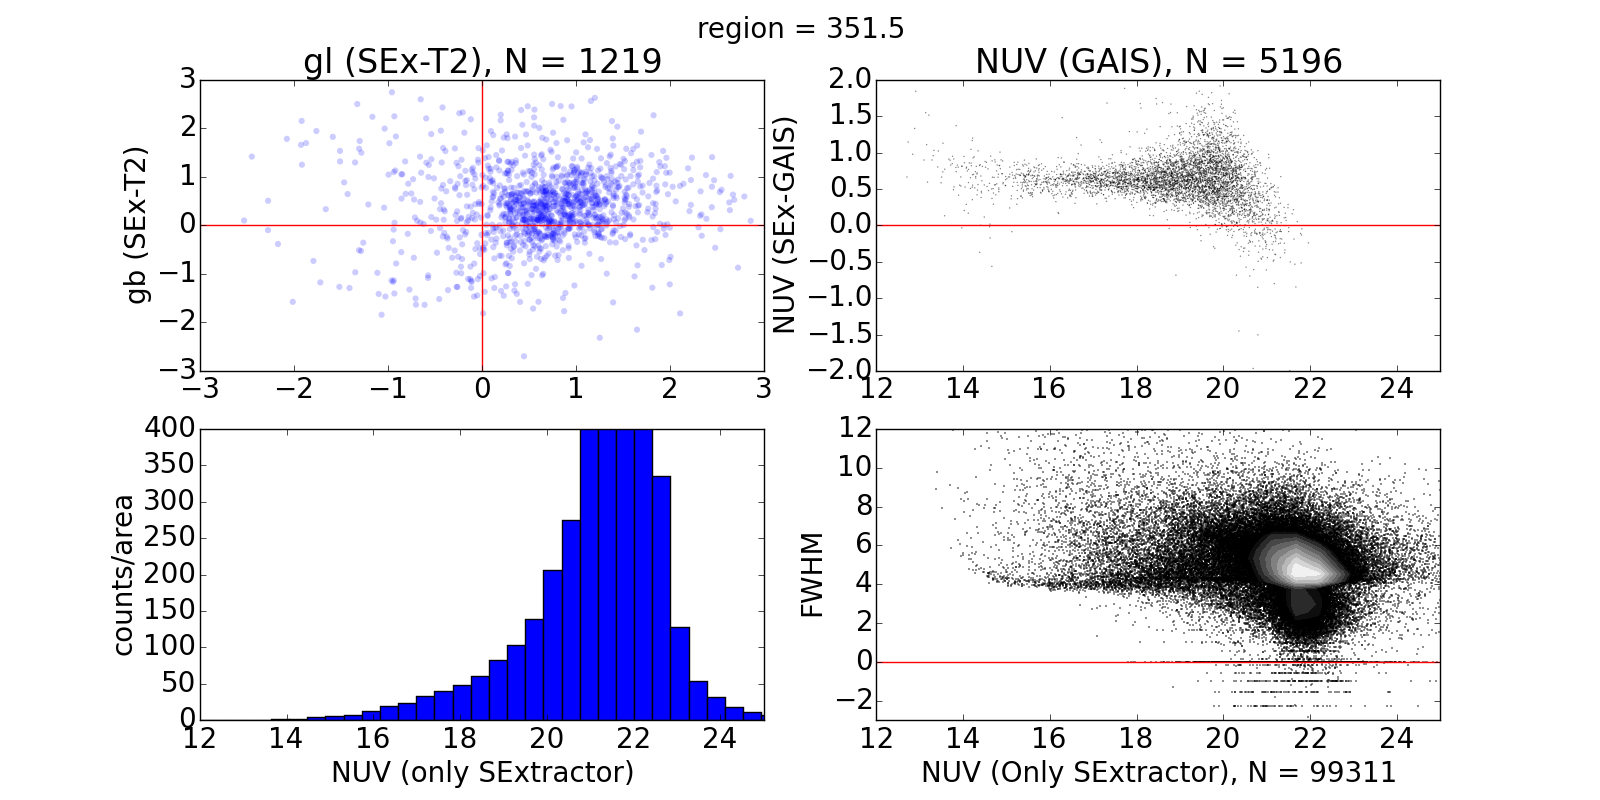 region = 351.5
gl (SEx-T2), N = 1219
NUV (GAIS), N = 5196
3
2
1
0
−1
−2
−3
gb (SEx-T2)
−3 −2 −1 0 1 2 3
2.0
1.5
1.0
0.5
0.0
−0.5
−1.0
−1.5
−2.0
NUV (SEx-GAIS)
12 14 16 18 20 22 24
400
350
300
250
200
150
100
50
0
counts/area
12 14 16 18 20 22 24
NUV (only SExtractor)
12
10
8
6
4
2
0
−2
FWHM
12 14 16 18 20 22 24
NUV (Only SExtractor), N = 99311